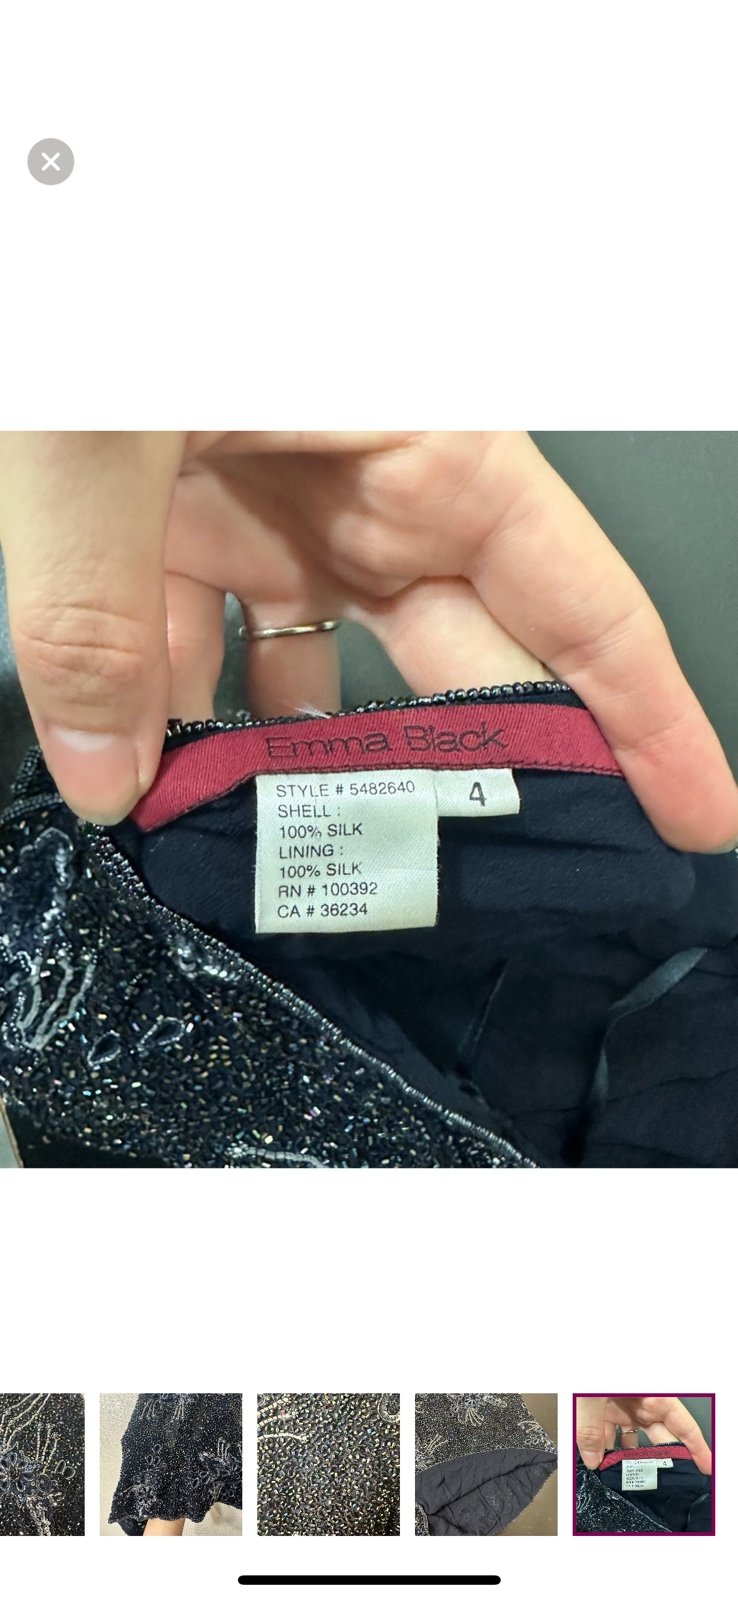 Emma Black
STYLE # 5482640
4
SHELL :
100% SILK
LINING :
100% SILK
RN # 100392
CA # 36234